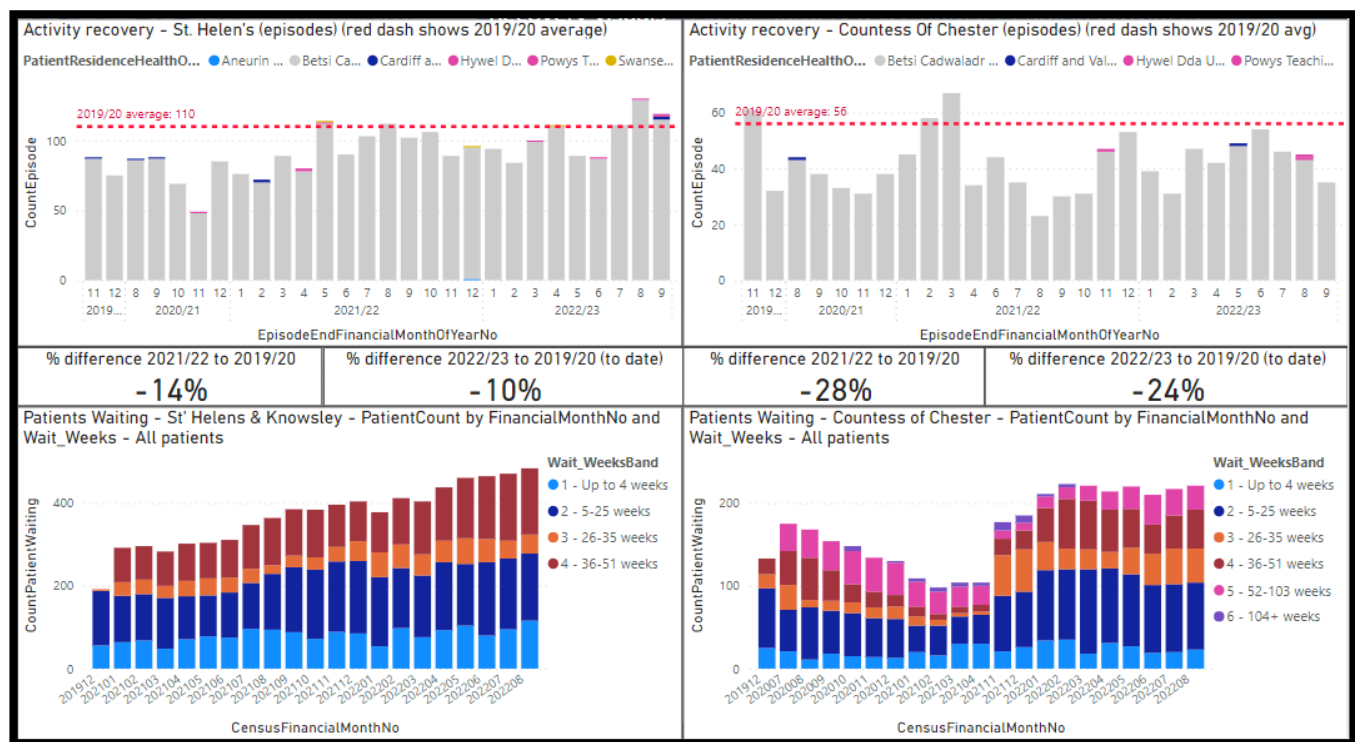 Activity recovery - St. Helen's (episodes) (red dash shows 2019/20 average)
PatientResidenceHealthO... Aneurin ... Betsi Ca... Cardiff a... Hywel D... Powys T... Swanse...
2019/20 average: 110
100
50
0
CountEpisode
11 12 8 9 10 11 12 1 2 3 4 5 6 7 8 9 10 11 12 1 2 3 4 5 6 7 8 9
2019... 2020/21 2021/22 2022/23
EpisodeEndFinancialMonthOfYearNo
Activity recovery - Countess Of Chester (episodes) (red dash shows 2019/20 avg)
PatientResidenceHealthO... Betsi Cadwaladr ... Cardiff and Val... Hywel Dda U... Powys Teachi...
2019/20 average: 56
60
40
20
0
CountEpisode
11 12 8 9 10 11 12 1 2 3 4 5 6 7 8 9 10 11 12 1 2 3 4 5 6 7 8 9
2019... 2020/21 2021/22 2022/23
EpisodeEndFinancialMonthOfYearNo
% difference 2021/22 to 2019/20
-14%
% difference 2022/23 to 2019/20 (to date)
-10%
% difference 2021/22 to 2019/20
-28%
% difference 2022/23 to 2019/20 (to date)
-24%
Patients Waiting - St' Helens & Knowsley - PatientCount by FinancialMonthNo and
Wait_Weeks - All patients
Wait_WeeksBand
1 - Up to 4 weeks
2 - 5-25 weeks
3 - 26-35 weeks
4 - 36-51 weeks
400
200
0
CountPatientWaiting
201912 202101 202102 202103 202104 202105 202106 202107 202108 202109 202110 202111 202112 202201 202202 202203 202204 202205 202206 202207 202208
CensusFinancialMonthNo
Patients Waiting - Countess of Chester - PatientCount by FinancialMonthNo and
Wait_Weeks - All patients
Wait_WeeksBand
1 - Up to 4 weeks
2 - 5-25 weeks
3 - 26-35 weeks
4 - 36-51 weeks
5 - 52-103 weeks
6 - 104+ weeks
200
100
0
CountPatientWaiting
201912 202007 202008 202009 202010 202011 202012 202101 202102 202103 202104 202111 202112 202201 202202 202203 202204 202205 202206 202207 202208
CensusFinancialMonthNo